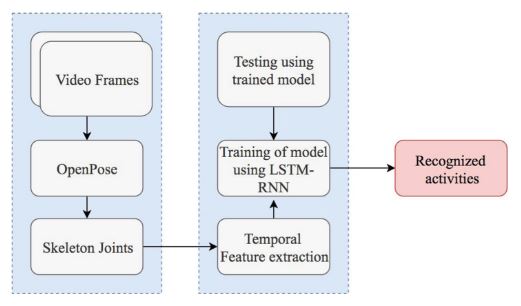 Video Frames
OpenPose
Skeleton Joints
Testing using
trained model
Training of model
using LSTM-
RNN
Temporal
Feature extraction
Recognized
activities